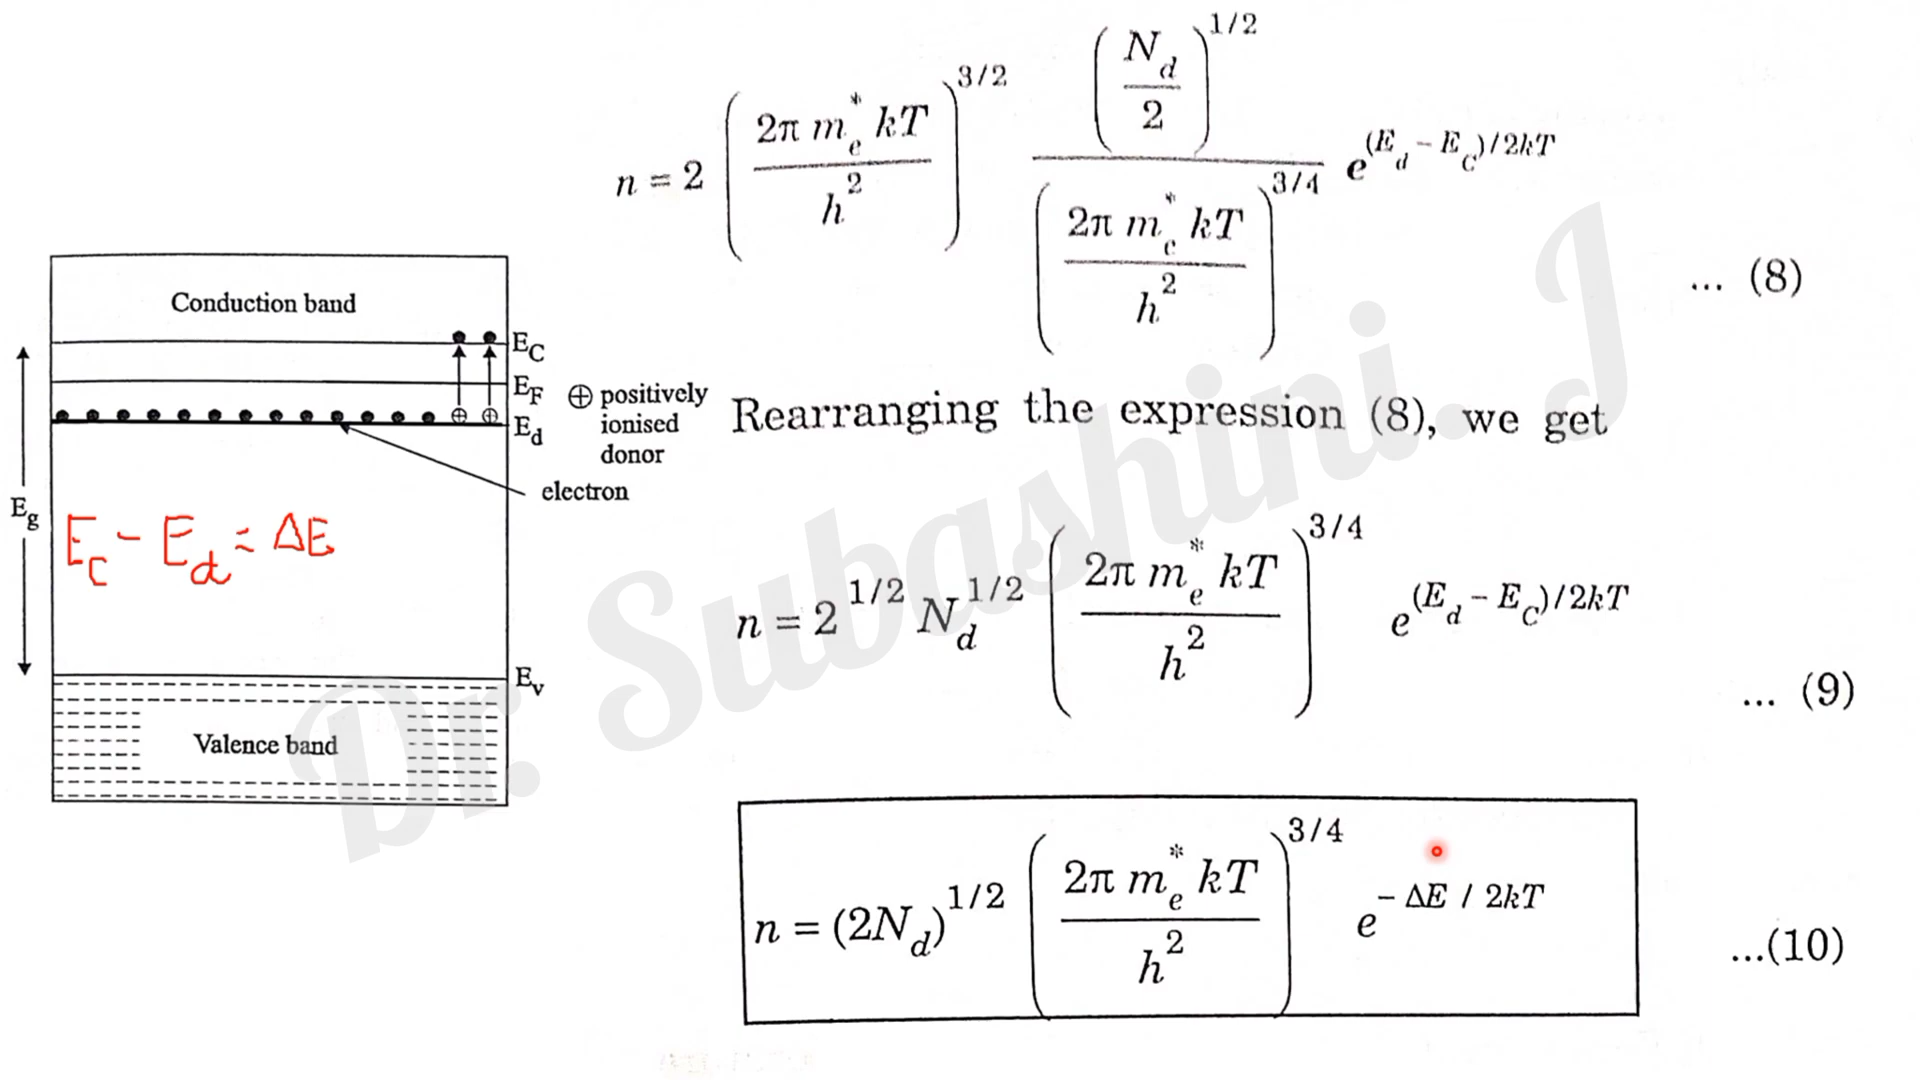 n = 2 (2π m*e kT / h²)^3/2 (Nd/2)^1/2 / (2π m*e kT / h²)^3/4 e^(Ed − EC)/2kT
... (8)
Conduction band
EC
EF
Ed
⊕ positively
ionised
donor
electron
Eg
EC − Ed = ΔE
Ev
Valence band
Rearranging the expression (8), we get
n = 2^1/2 Nd^1/2 (2π m*e kT / h²)^3/4 e^(Ed − EC)/2kT
... (9)
n = (2Nd)^1/2 (2π m*e kT / h²)^3/4 e^− ΔE / 2kT
...(10)
Dr. Subashini. J